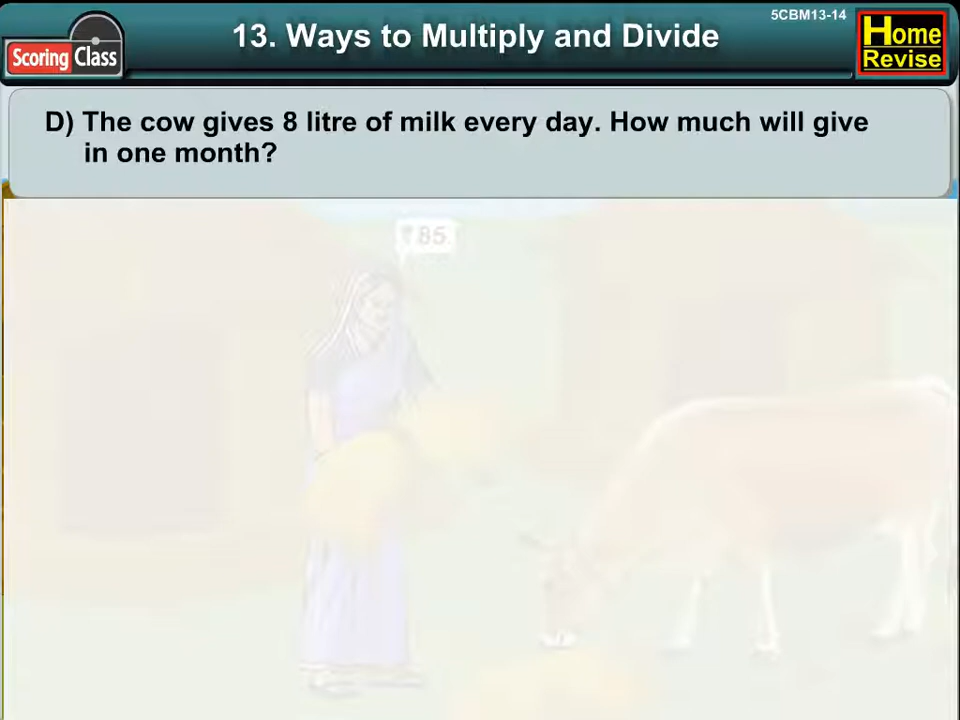 5CBM13-14
Scoring Class
13. Ways to Multiply and Divide
Home
Revise
D) The cow gives 8 litre of milk every day. How much will give
in one month?
₹ 85